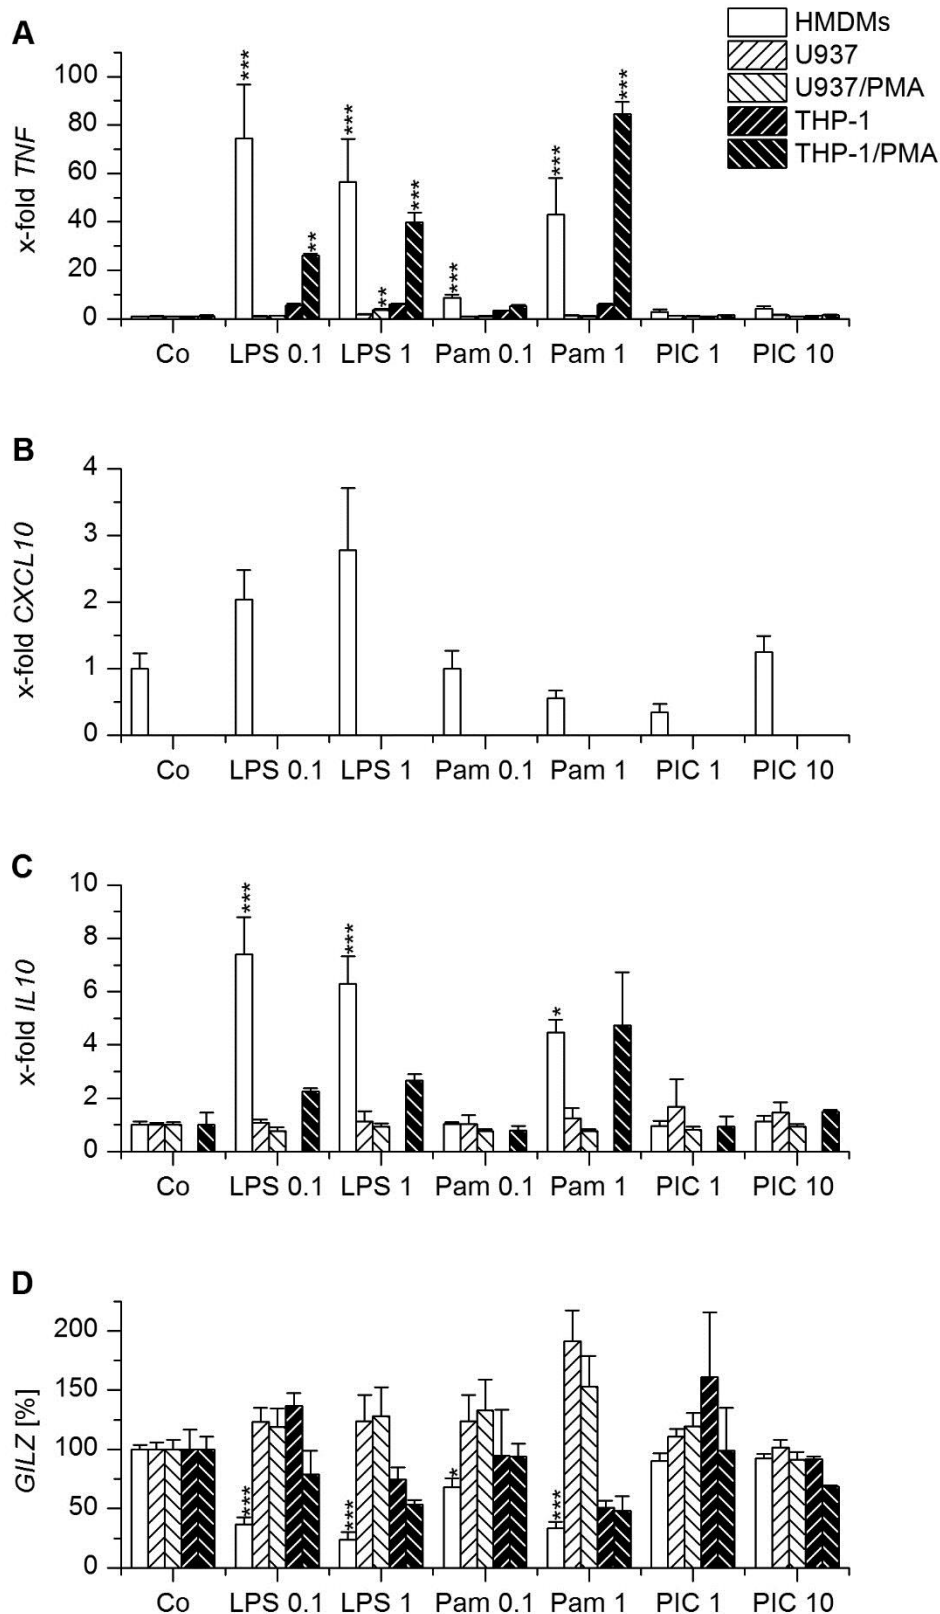 A
HMDMs
U937
U937/PMA
THP-1
THP-1/PMA
x-fold TNF
100
80
60
40
20
0
***
**
***
**
***
***
***
***
Co LPS 0.1 LPS 1 Pam 0.1 Pam 1 PIC 1 PIC 10
B
x-fold CXCL10
4
3
2
1
0
Co LPS 0.1 LPS 1 Pam 0.1 Pam 1 PIC 1 PIC 10
C
x-fold IL10
10
8
6
4
2
0
***
***
*
Co LPS 0.1 LPS 1 Pam 0.1 Pam 1 PIC 1 PIC 10
D
GILZ [%]
200
150
100
50
0
***
***
*
***
Co LPS 0.1 LPS 1 Pam 0.1 Pam 1 PIC 1 PIC 10